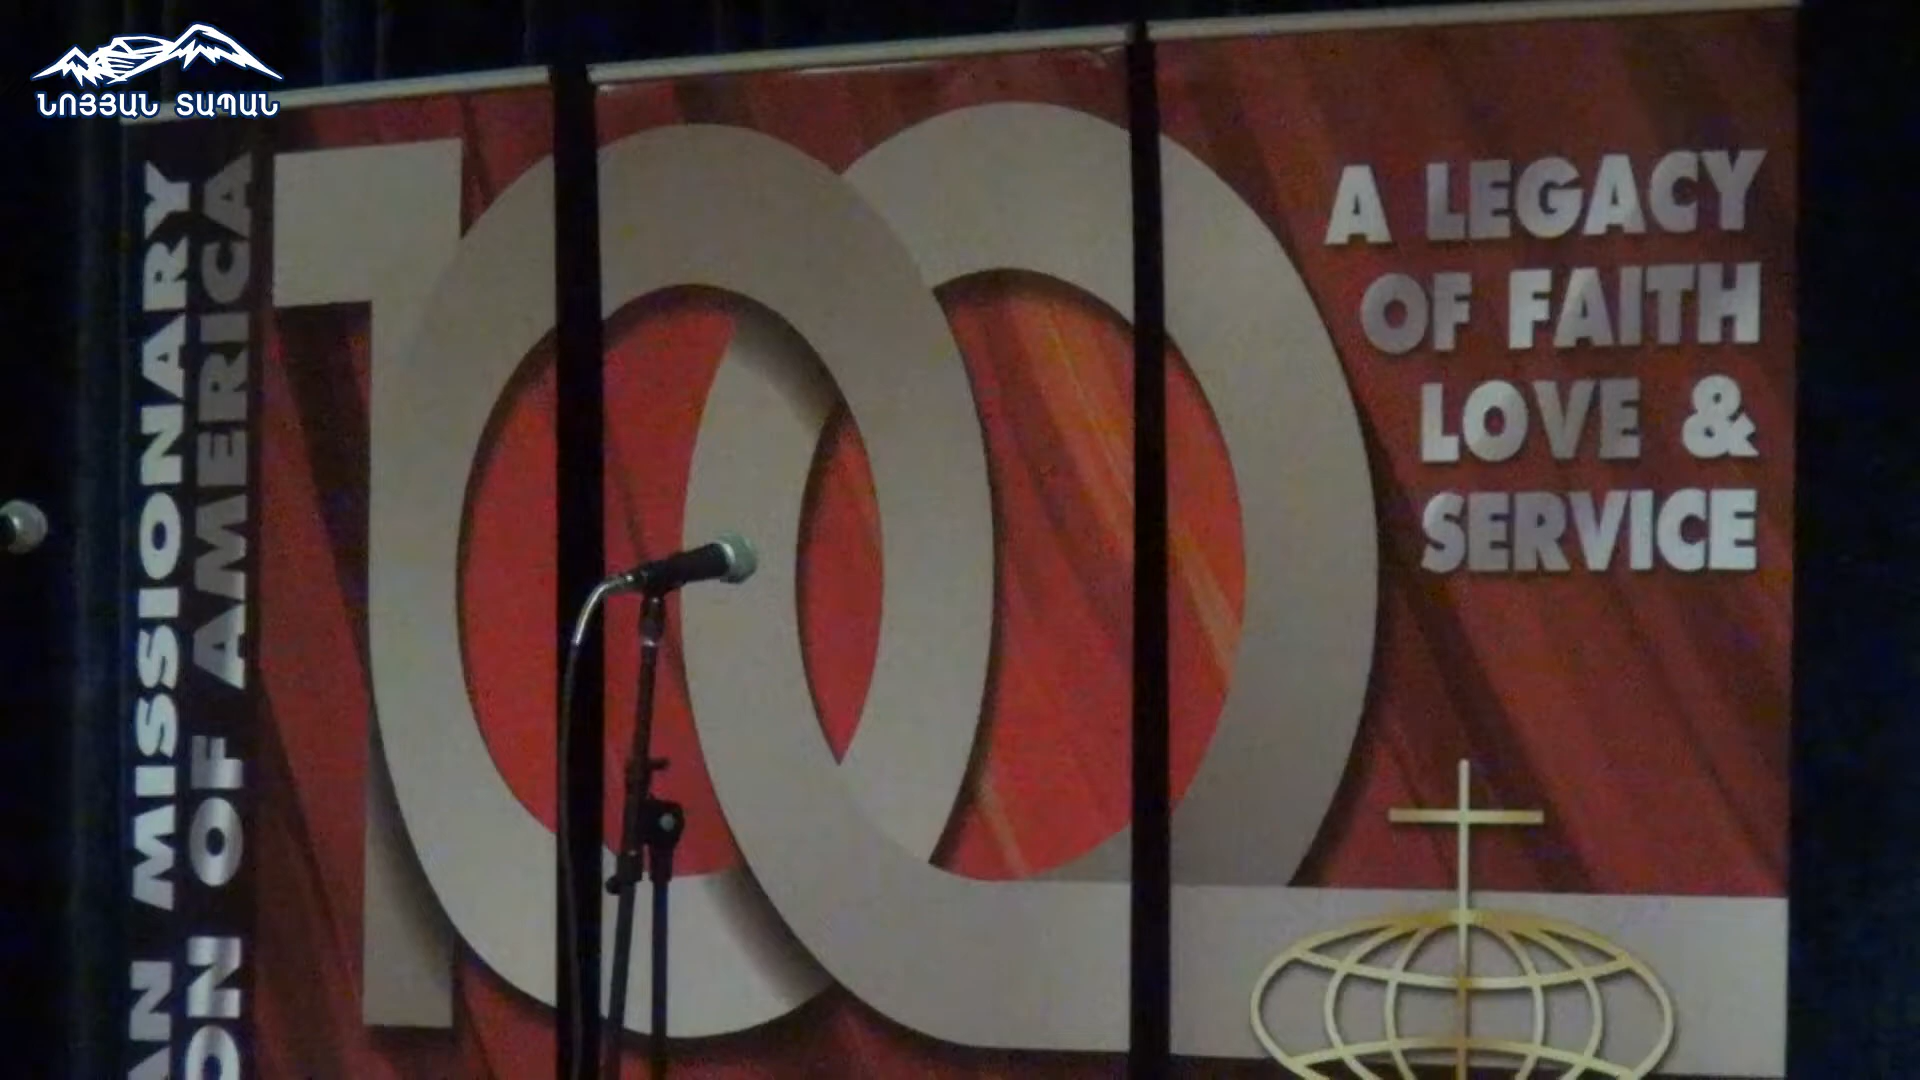 ՆՈՅՅԱՆ ՏԱՊԱՆ
AN MISSIONARY
ON OF AMERICA
100
A LEGACY
OF FAITH
LOVE &
SERVICE